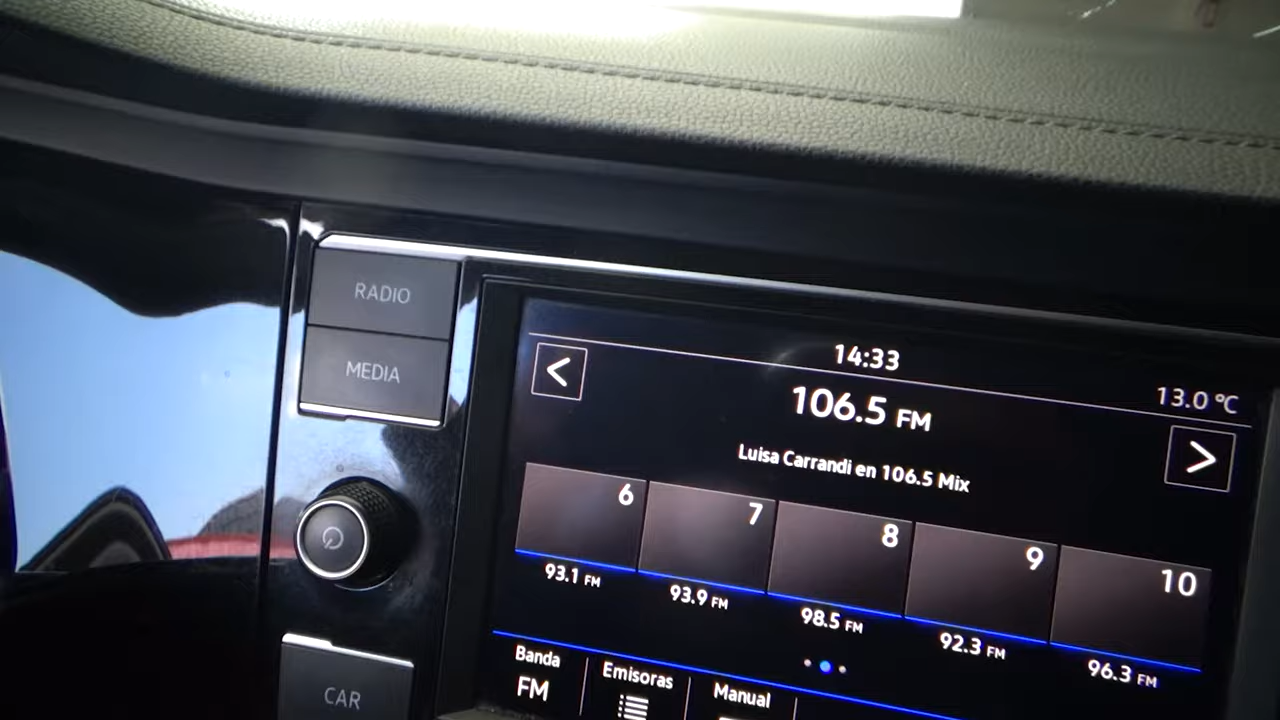 RADIO
MEDIA
CAR
14:33
13.0 °C
<
106.5 FM
>
Luisa Carrandi en 106.5 Mix
6
7
8
9
10
93.1 FM
93.9 FM
98.5 FM
92.3 FM
96.3 FM
Banda
FM
Emisoras
Manual